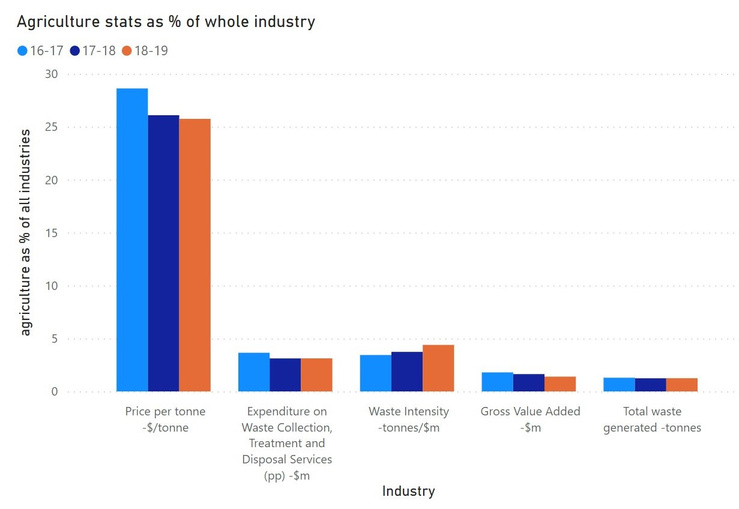 Agriculture stats as % of whole industry
16-17 17-18 18-19
30
25
20
15
10
5
0
agriculture as % of all industries
Price per tonne
-$/tonne
Expenditure on
Waste Collection,
Treatment and
Disposal Services
(pp) -$m
Waste Intensity
-tonnes/$m
Gross Value Added
-$m
Total waste
generated -tonnes
Industry